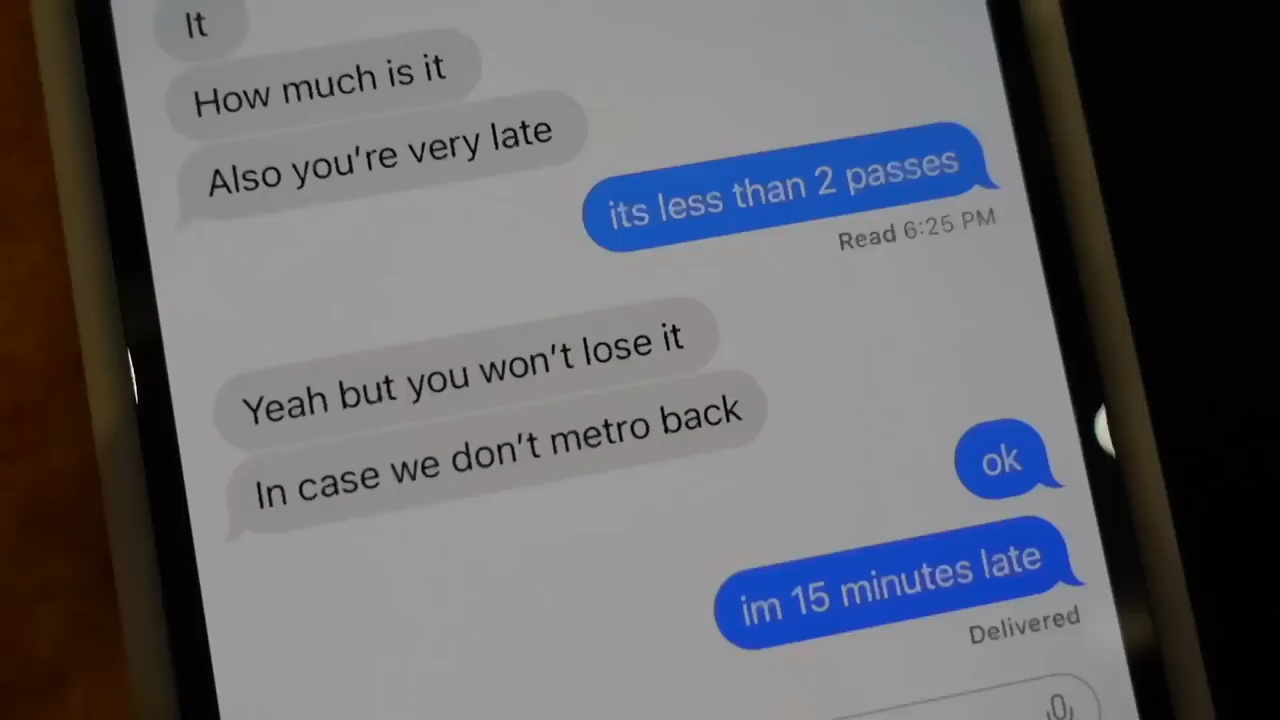 It
How much is it
Also you're very late
its less than 2 passes
Read 6:25 PM
Yeah but you won't lose it
In case we don't metro back
ok
im 15 minutes late
Delivered